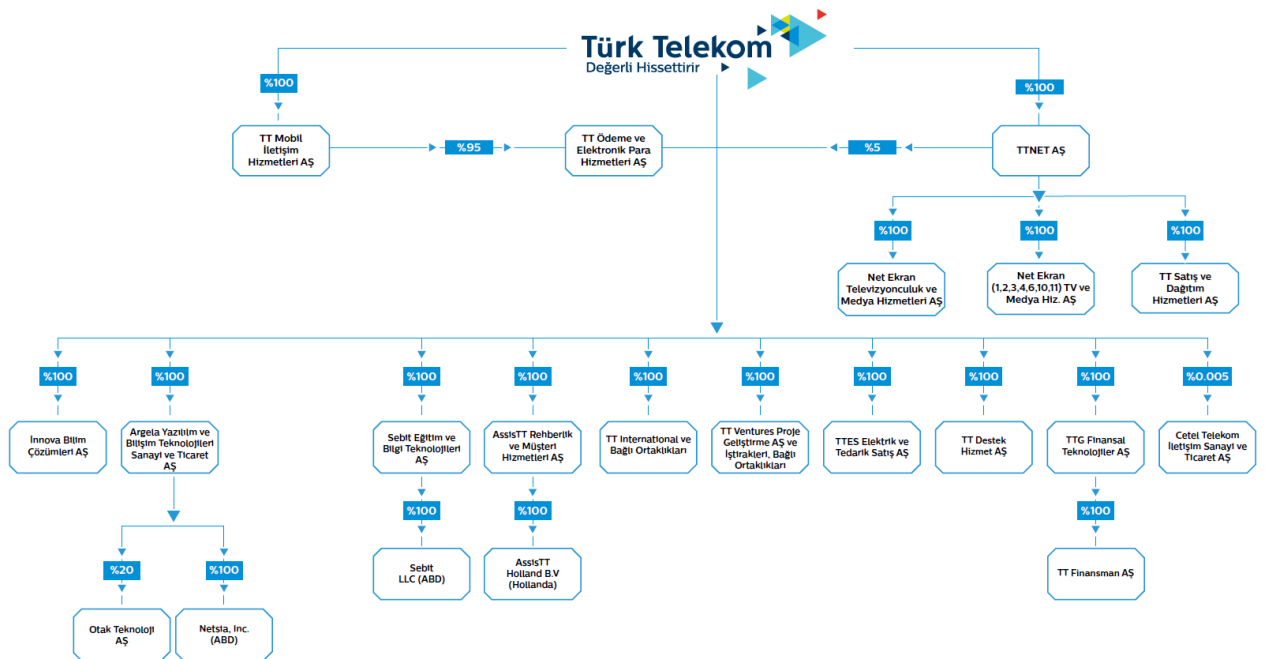 Türk Telekom
Değerli Hissettirir
%100
%100
TT Mobil
İletişim
Hizmetleri AŞ
%95
TT Ödeme ve
Elektronik Para
Hizmetleri AŞ
%5
TTNET AŞ
%100
%100
%100
Net Ekran
Televizyonculuk ve
Medya Hizmetleri AŞ
Net Ekran
(1,2,3,4,6,10,11) TV ve
Medya Hiz. AŞ
TT Satış ve
Dağıtım
Hizmetleri AŞ
%100
%100
%100
%100
%100
%100
%100
%100
%100
%0.005
İnnova Bilim
Çözümleri AŞ
Argela Yazılım ve
Bilişim Teknolojileri
Sanayi ve Ticaret
AŞ
Sebit Eğitim ve
Bilgi Teknolojileri
AŞ
AssisTT Rehberlik
ve Müşteri
Hizmetleri AŞ
TT International ve
Bağlı Ortaklıkları
TT Ventures Proje
Geliştirme AŞ ve
İştirakleri, Bağlı
Ortaklıkları
TTES Elektrik ve
Tedarik Satış AŞ
TT Destek
Hizmet AŞ
TTG Finansal
Teknolojiler AŞ
Cetel Telekom
İletişim Sanayi ve
Ticaret AŞ
%100
%100
%100
%20
%100
Sebit
LLC (ABD)
AssisTT
Holland B.V
(Hollanda)
TT Finansman AŞ
Otak Teknoloji
AŞ
Netsia, Inc.
(ABD)